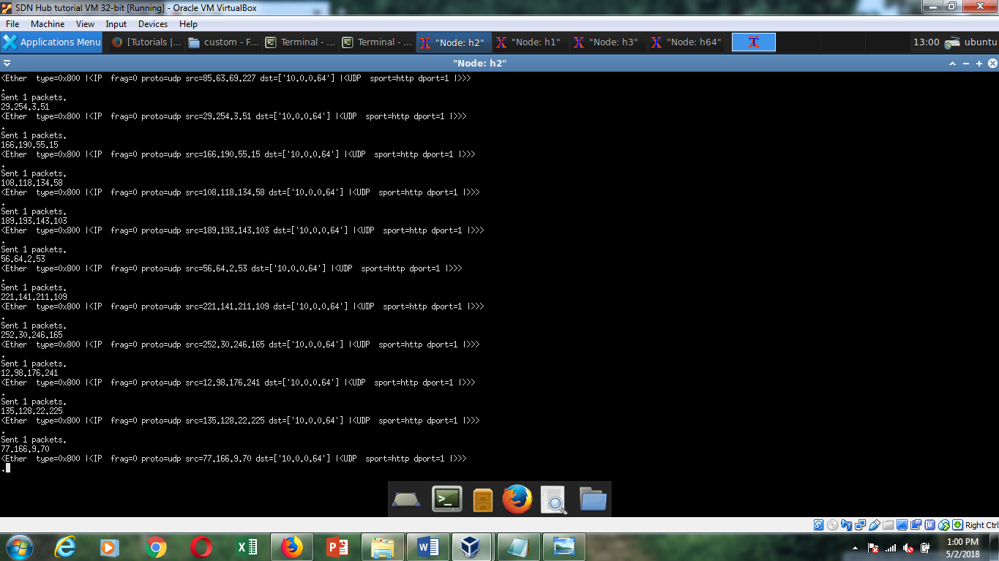 SDN Hub tutorial VM 32-bit [Running] - Oracle VM VirtualBox
File Machine View Input Devices Help
Applications Menu [Tutorials |... custom - F... Terminal - ... Terminal - ... "Node: h2" "Node: h1" "Node: h3" "Node: h64" 13:00 ubuntu
"Node: h2"
<Ether  type=0x800 |<IP  frag=0 proto=udp src=85.63.69.227 dst=['10.0.0.64'] |<UDP  sport=http dport=1 |>>>
.
Sent 1 packets.
29.254.3.51
<Ether  type=0x800 |<IP  frag=0 proto=udp src=29.254.3.51 dst=['10.0.0.64'] |<UDP  sport=http dport=1 |>>>
.
Sent 1 packets.
166.190.55.15
<Ether  type=0x800 |<IP  frag=0 proto=udp src=166.190.55.15 dst=['10.0.0.64'] |<UDP  sport=http dport=1 |>>>
.
Sent 1 packets.
108.118.134.58
<Ether  type=0x800 |<IP  frag=0 proto=udp src=108.118.134.58 dst=['10.0.0.64'] |<UDP  sport=http dport=1 |>>>
.
Sent 1 packets.
189.193.143.103
<Ether  type=0x800 |<IP  frag=0 proto=udp src=189.193.143.103 dst=['10.0.0.64'] |<UDP  sport=http dport=1 |>>>
.
Sent 1 packets.
56.64.2.53
<Ether  type=0x800 |<IP  frag=0 proto=udp src=56.64.2.53 dst=['10.0.0.64'] |<UDP  sport=http dport=1 |>>>
.
Sent 1 packets.
221.141.211.109
<Ether  type=0x800 |<IP  frag=0 proto=udp src=221.141.211.109 dst=['10.0.0.64'] |<UDP  sport=http dport=1 |>>>
.
Sent 1 packets.
252.30.246.165
<Ether  type=0x800 |<IP  frag=0 proto=udp src=252.30.246.165 dst=['10.0.0.64'] |<UDP  sport=http dport=1 |>>>
.
Sent 1 packets.
12.98.176.241
<Ether  type=0x800 |<IP  frag=0 proto=udp src=12.98.176.241 dst=['10.0.0.64'] |<UDP  sport=http dport=1 |>>>
.
Sent 1 packets.
135.128.22.225
<Ether  type=0x800 |<IP  frag=0 proto=udp src=135.128.22.225 dst=['10.0.0.64'] |<UDP  sport=http dport=1 |>>>
.
Sent 1 packets.
77.166.9.70
<Ether  type=0x800 |<IP  frag=0 proto=udp src=77.166.9.70 dst=['10.0.0.64'] |<UDP  sport=http dport=1 |>>>
.
Right Ctrl
1:00 PM
5/2/2018